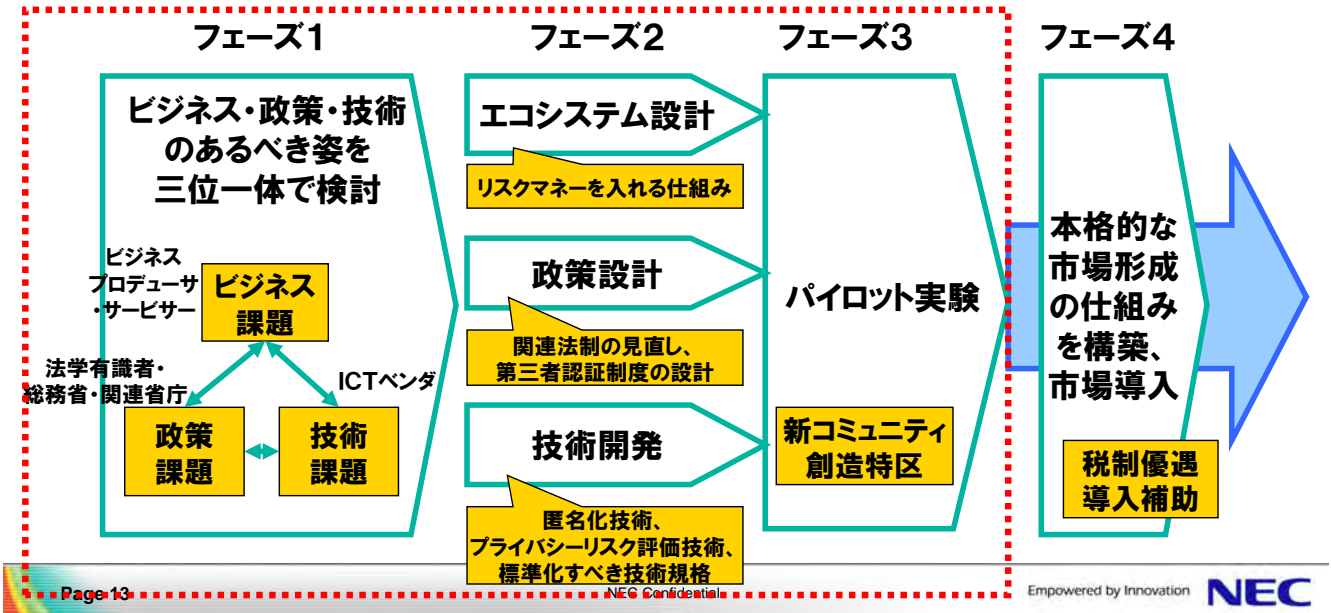 フェーズ1
フェーズ2
フェーズ3
フェーズ4
ビジネス・政策・技術
のあるべき姿を
三位一体で検討
ビジネス
プロデューサ
・サービサー
ビジネス
課題
法学有識者・
総務省・関連省庁
ICTベンダ
政策
課題
技術
課題
エコシステム設計
リスクマネーを入れる仕組み
政策設計
関連法制の見直し、
第三者認証制度の設計
技術開発
匿名化技術、
プライバシーリスク評価技術、
標準化すべき技術規格
パイロット実験
新コミュニティ
創造特区
本格的な
市場形成
の仕組み
を構築、
市場導入
税制優遇
導入補助
Page 13
NEC Confidential
Empowered by Innovation
NEC